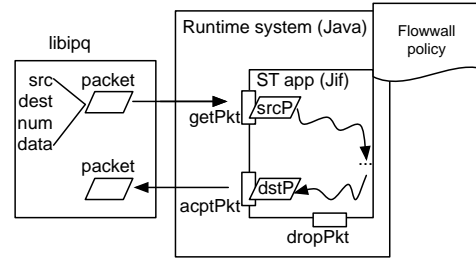 libipq
src
dest
num
data
packet
packet
Runtime system (Java)
ST app (Jif)
getPkt
srcP
...
dstP
acptPkt
dropPkt
Flowwall
policy